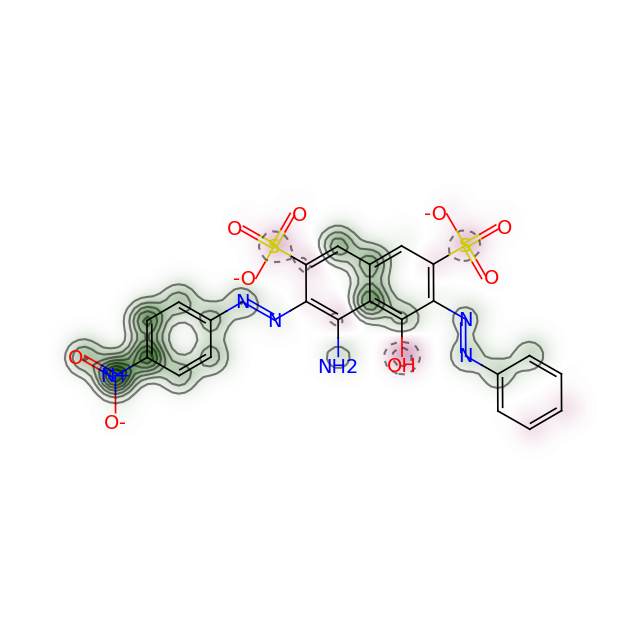 O O -O O
S S
-O O
N N N
O N+ NH2 OH N
O-